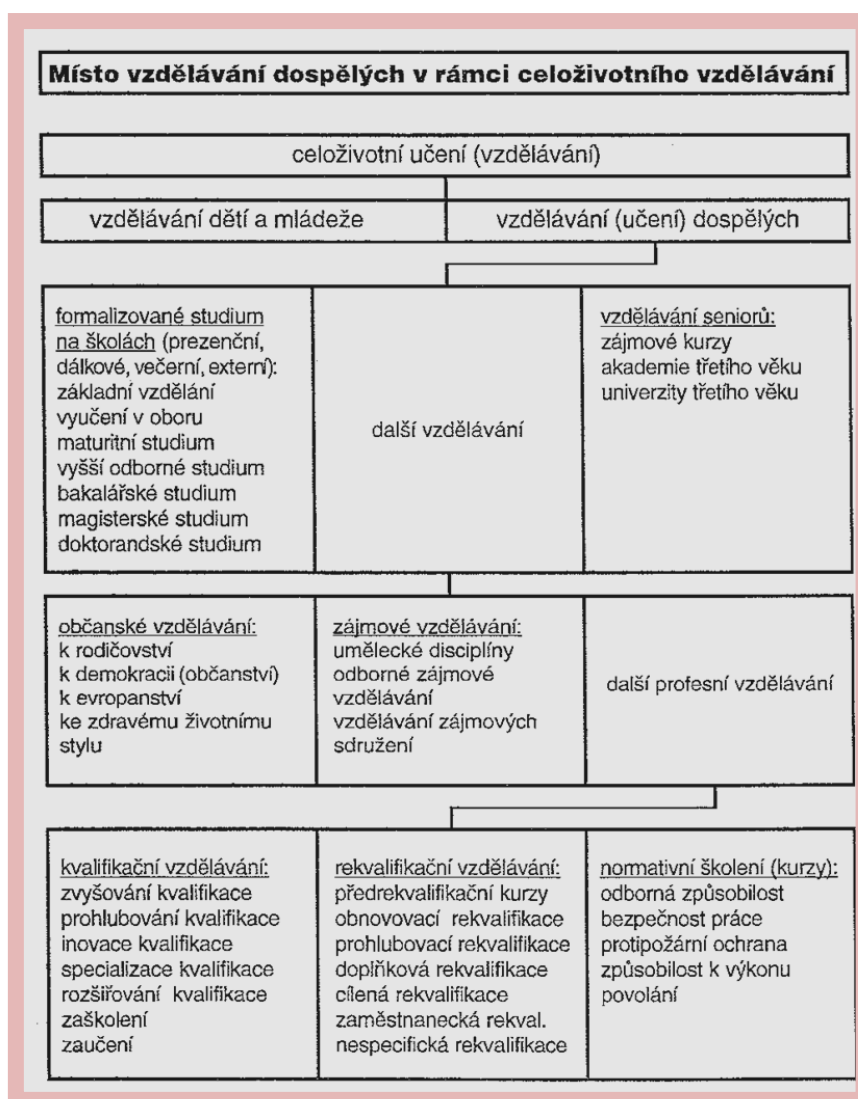 Místo vzdělávání dospělých v rámci celoživotního vzdělávání
celoživotní učení (vzdělávání)
vzdělávání dětí a mládeže
vzdělávání (učení) dospělých
formalizované studium
na školách (prezenční,
dálkové, večerní, externí):
základní vzdělání
vyučení v oboru
maturitní studium
vyšší odborné studium
bakalářské studium
magisterské studium
doktorandské studium
další vzdělávání
vzdělávání seniorů:
zájmové kurzy
akademie třetího věku
univerzity třetího věku
občanské vzdělávání:
k rodičovství
k demokracii (občanství)
k evropanství
ke zdravému životnímu
stylu
zájmové vzdělávání:
umělecké disciplíny
odborné zájmové
vzdělávání
vzdělávání zájmových
sdružení
další profesní vzdělávání
kvalifikační vzdělávání:
zvyšování kvalifikace
prohlubování kvalifikace
inovace kvalifikace
specializace kvalifikace
rozšiřování kvalifikace
zaškolení
zaučení
rekvalifikační vzdělávání:
předrekvalifikační kurzy
obnovovací rekvalifikace
prohlubovací rekvalifikace
doplňková rekvalifikace
cílená rekvalifikace
zaměstnanecká rekval.
nespecifická rekvalifikace
normativní školení (kurzy):
odborná způsobilost
bezpečnost práce
protipožární ochrana
způsobilost k výkonu
povolání